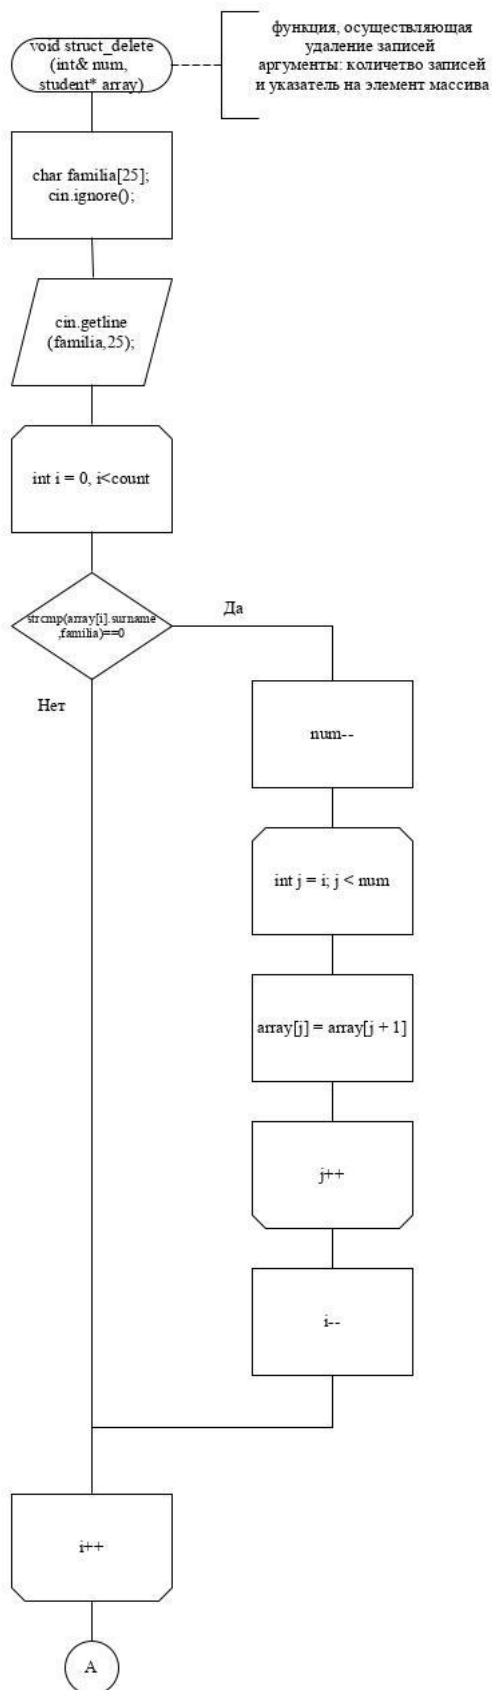 void struct_delete
(int& num,
student* array)
функция, осуществляющая
удаление записей
аргументы: количетво записей
и указатель на элемент массива
char familia[25];
cin.ignore();
cin.getline
(familia,25);
int i = 0, i<count
strcmp(array[i].surname
,familia)==0
Да
Нет
num--
int j = i; j < num
array[j] = array[j + 1]
j++
i--
i++
A